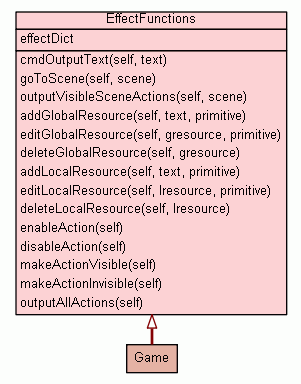 EffectFunctions
effectDict
cmdOutputText(self, text)
goToScene(self, scene)
outputVisibleSceneActions(self, scene)
addGlobalResource(self, text, primitive)
editGlobalResource(self, gresource, primitive)
deleteGlobalResource(self, gresource)
addLocalResource(self, text, primitive)
editLocalResource(self, lresource, primitive)
deleteLocalResource(self, lresource)
enableAction(self)
disableAction(self)
makeActionVisible(self)
makeActionInvisible(self)
outputAllActions(self)
Game